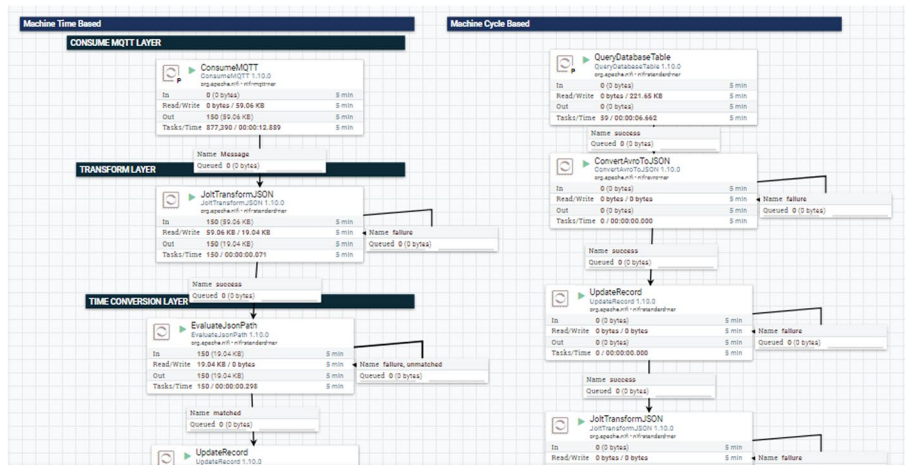 Machine Time Based
CONSUME MQTT LAYER
ConsumeMQTT
ConsumeMQTT 1.10.0
P
In 0 (0 bytes) 5 min
Read/Write 0 bytes / 59.06 KB 5 min
Out 150 (59.06 KB) 5 min
Tasks/Time 877,390 / 00:00:12.889 5 min
Name Message
Queued 0 (0 bytes)
TRANSFORM LAYER
JoltTransformJSON
JoltTransformJSON 1.10.0
In 150 (59.06 KB) 5 min
Read/Write 59.06 KB / 19.04 KB 5 min
Out 150 (19.04 KB) 5 min
Tasks/Time 150 / 00:00:00.071 5 min
Name failure
Queued 0 (0 bytes)
Name success
Queued 0 (0 bytes)
TIME CONVERSION LAYER
EvaluateJsonPath
EvaluateJsonPath 1.10.0
In 150 (19.04 KB) 5 min
Read/Write 19.04 KB / 0 bytes 5 min
Out 150 (19.04 KB) 5 min
Tasks/Time 150 / 00:00:00.298 5 min
Name failure, unmatched
Queued 0 (0 bytes)
Name matched
Queued 0 (0 bytes)
UpdateRecord
UpdateRecord 1.10.0
Machine Cycle Based
QueryDatabaseTable
QueryDatabaseTable 1.10.0
P
In 0 (0 bytes) 5 min
Read/Write 0 bytes / 221.65 KB 5 min
Out 0 (0 bytes) 5 min
Tasks/Time 59 / 00:00:06.662 5 min
Name success
Queued 0 (0 bytes)
ConvertAvroToJSON
ConvertAvroToJSON 1.10.0
In 0 (0 bytes) 5 min
Read/Write 0 bytes / 0 bytes 5 min
Out 0 (0 bytes) 5 min
Tasks/Time 0 / 00:00:00.000 5 min
Name failure
Queued 0 (0 bytes)
Name success
Queued 0 (0 bytes)
UpdateRecord
UpdateRecord 1.10.0
In 0 (0 bytes) 5 min
Read/Write 0 bytes / 0 bytes 5 min
Out 0 (0 bytes) 5 min
Tasks/Time 0 / 00:00:00.000 5 min
Name failure
Queued 0 (0 bytes)
Name success
Queued 0 (0 bytes)
JoltTransformJSON
JoltTransformJSON 1.10.0
In 0 (0 bytes) 5 min
Read/Write 0 bytes / 0 bytes 5 min
Name failure